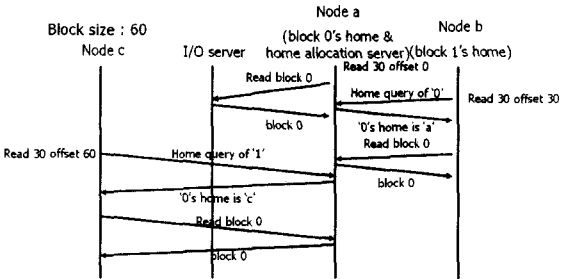 Block size : 60
Node a
Node b
Node c
I/O server
(block 0's home &
home allocation server)
(block 1's home)
Read 30 offset 0
Read block 0
Home query of '0'
Read 30 offset 30
block 0
'0's home is 'a'
Read block 0
Read 30 offset 60
Home query of '1'
block 0
'0's home is 'c'
Read block 0
block 0